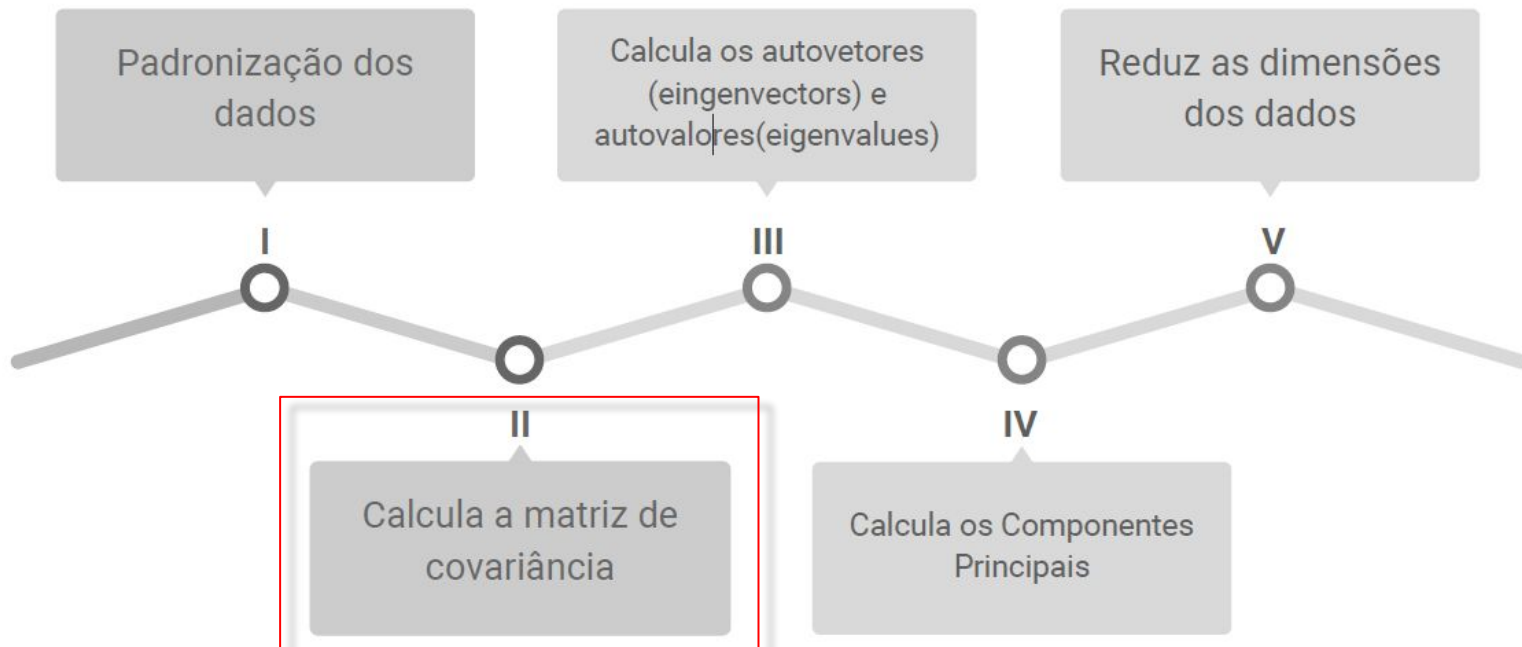 Padronização dos
dados
I
II
Calcula a matriz de
covariância
Calcula os autovetores
(eingenvectors) e
autovalores(eigenvalues)
III
IV
Calcula os Componentes
Principais
Reduz as dimensões
dos dados
V